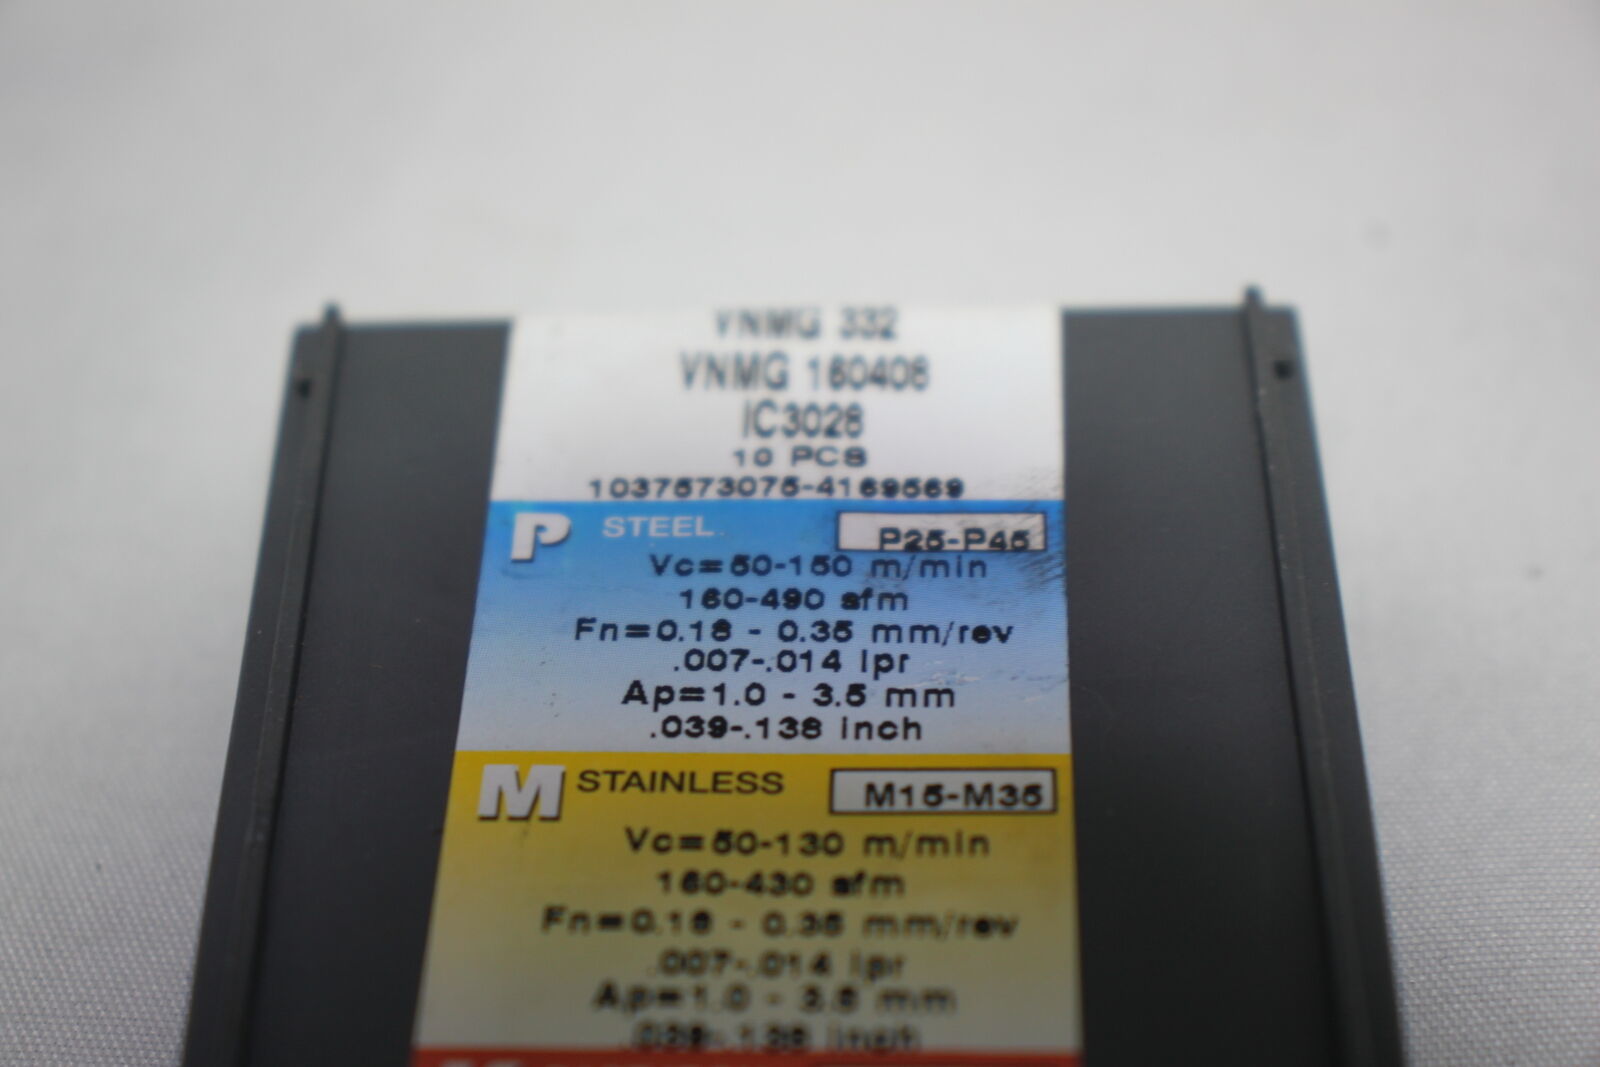 VNMG 332
VNMG 160408
IC3028
10 PCS
1037573075-4169569
P STEEL P25-P45
Vc=50-150 m/min
160-490 sfm
Fn=0.18 - 0.35 mm/rev
.007-.014 ipr
Ap=1.0 - 3.5 mm
.039-.138 inch
M STAINLESS M15-M35
Vc=50-130 m/min
160-430 sfm
Fn=0.18 - 0.35 mm/rev
.007-.014 ipr
Ap=1.0 - 3.5 mm
.039-.138 inch